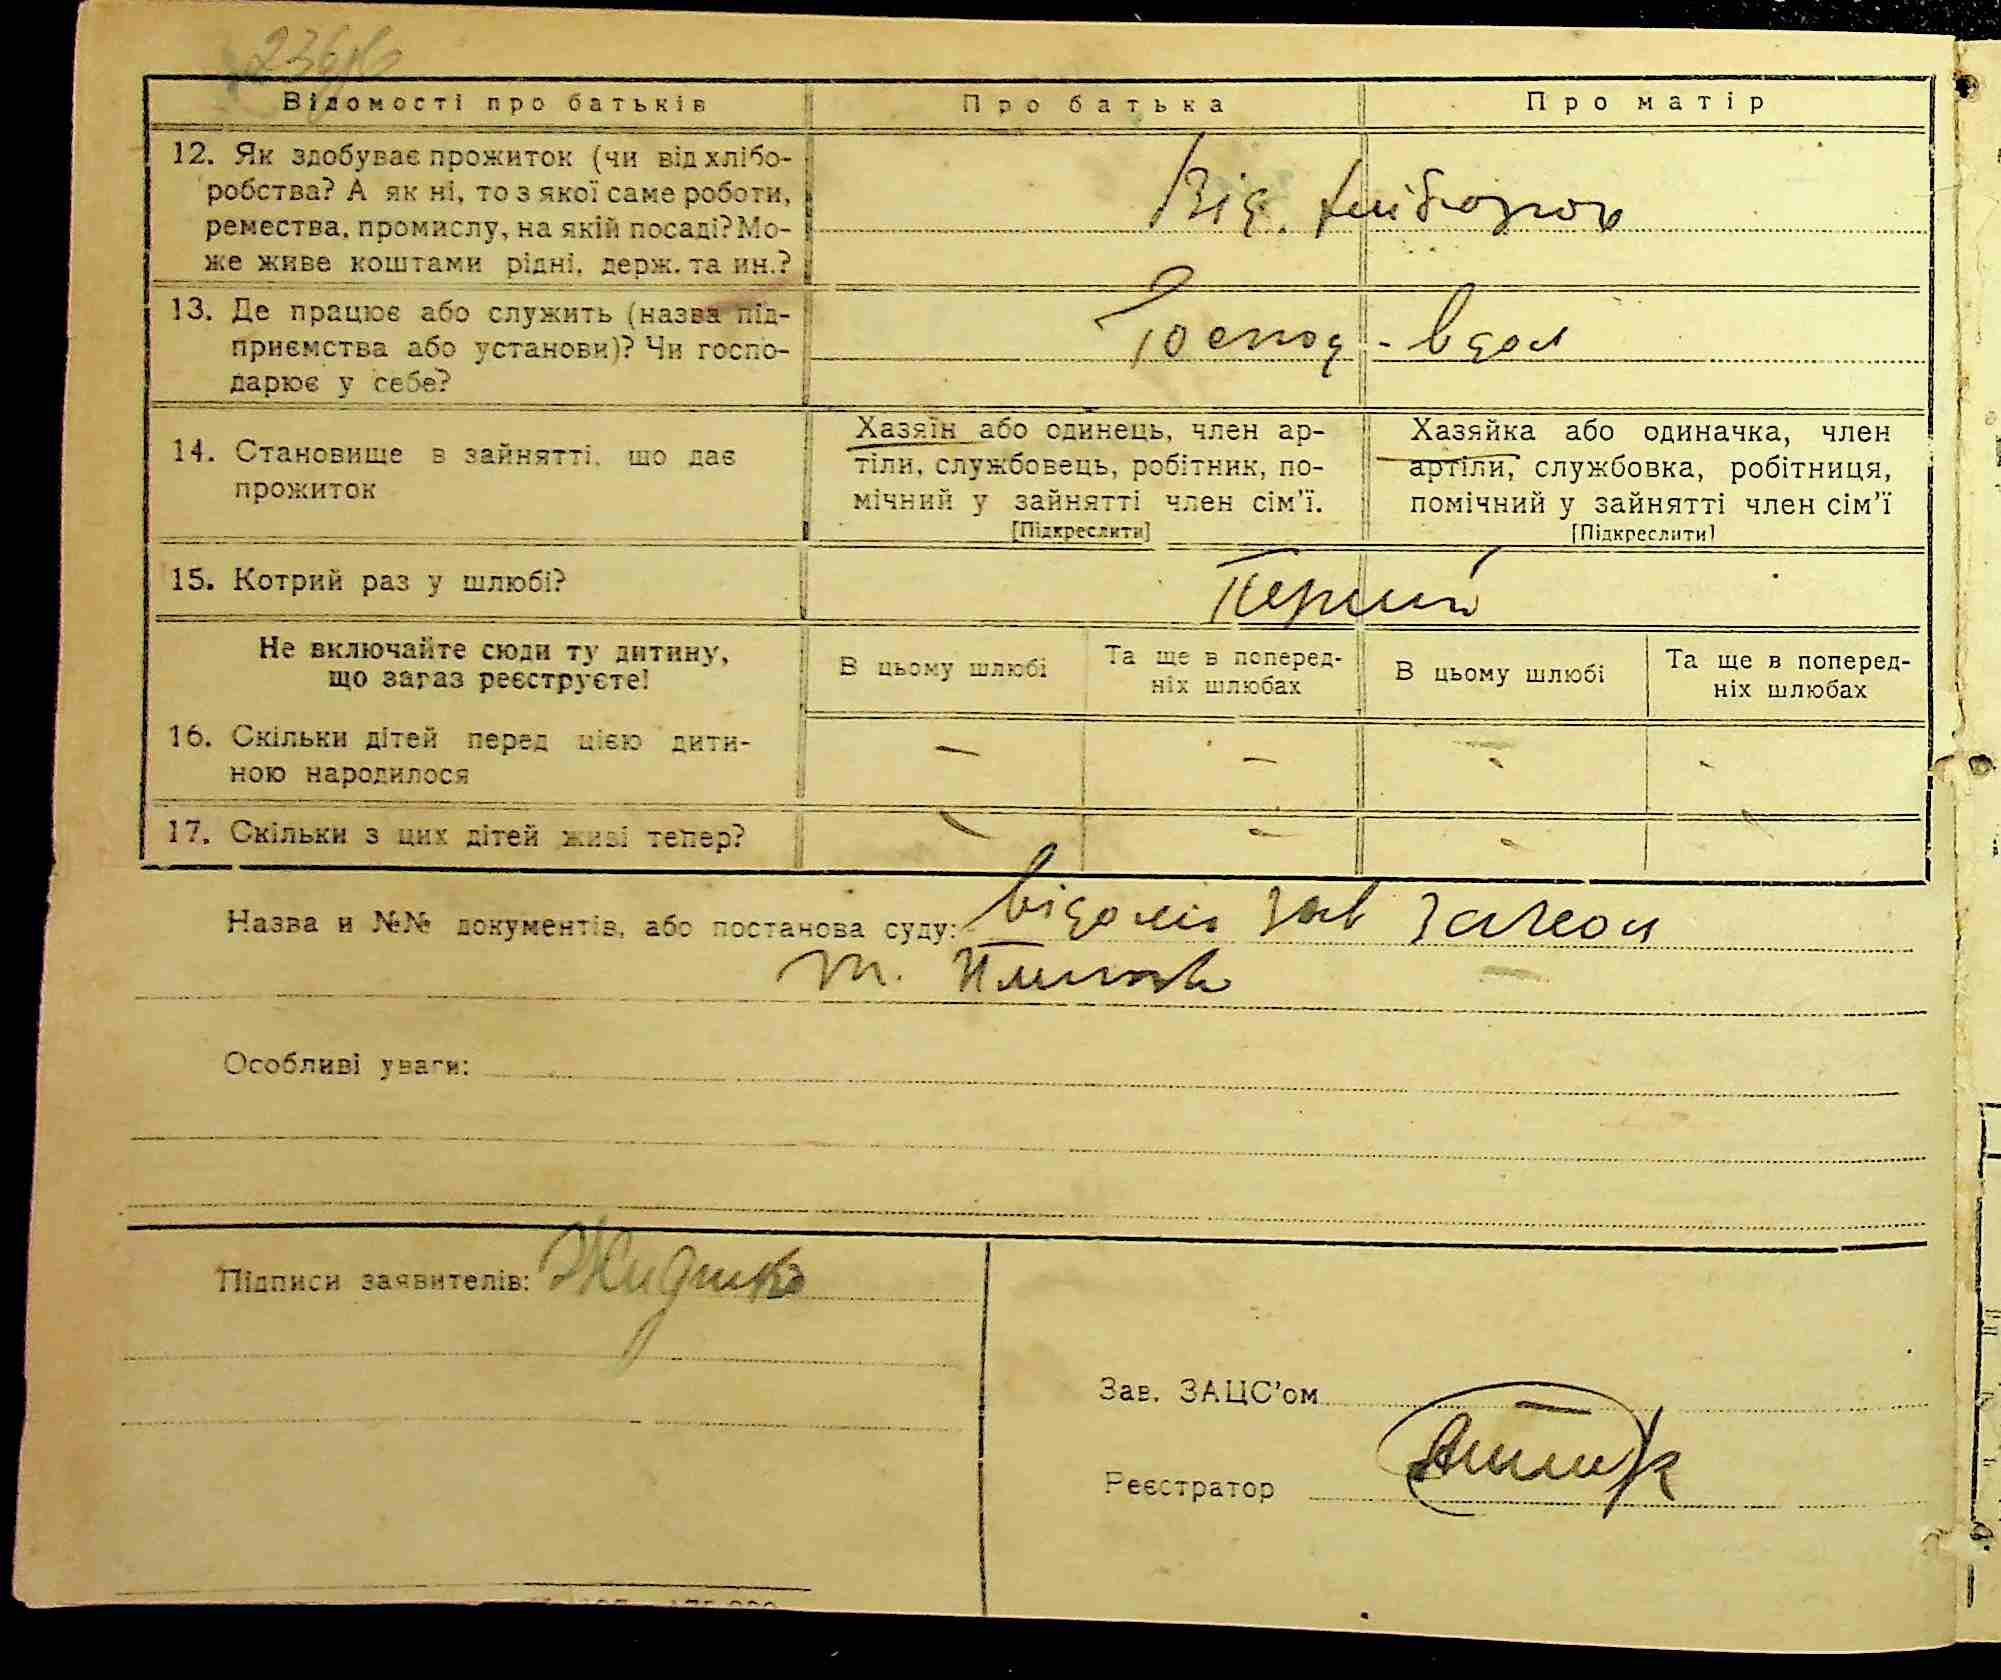 Відомості про батьків
Про батька
Про матір
12. Як здобуває прожиток (чи від хлібо-
робства? А як ні, то з якої саме роботи,
ремества, промислу, на якій посаді? Мо-
же живе коштами рідні, держ. та ин.?
Від.
13. Де працює або служить (назва під-
приємства або установи)? Чи госпо-
дарює у себе?
Господ - вдол
14. Становище в зайнятті, що дає
прожиток
Хазяїн або одинець, член ар-
тіли, службовець, робітник, по-
мічний у зайнятті член сім’ї.
[Підкреслити]
Хазяйка або одиначка, член
артіли, службовка, робітниця,
помічний у зайнятті член сім’ї
[Підкреслити]
15. Котрий раз у шлюбі?
Перший
Не включайте сюди ту дитину,
що зараз реєструєте!
В цьому шлюбі
Та ще в поперед-
ніх шлюбах
В цьому шлюбі
Та ще в поперед-
ніх шлюбах
16. Скільки дітей перед цією дити-
ною народилося
– – – -
17. Скільки з цих дітей живі тепер?
- - - -
Назва и №№ документів, або постанова суду:
т.
Особливі уваги:
Підписи заявителів:
Зав. ЗАЦС’ом
Реєстратор